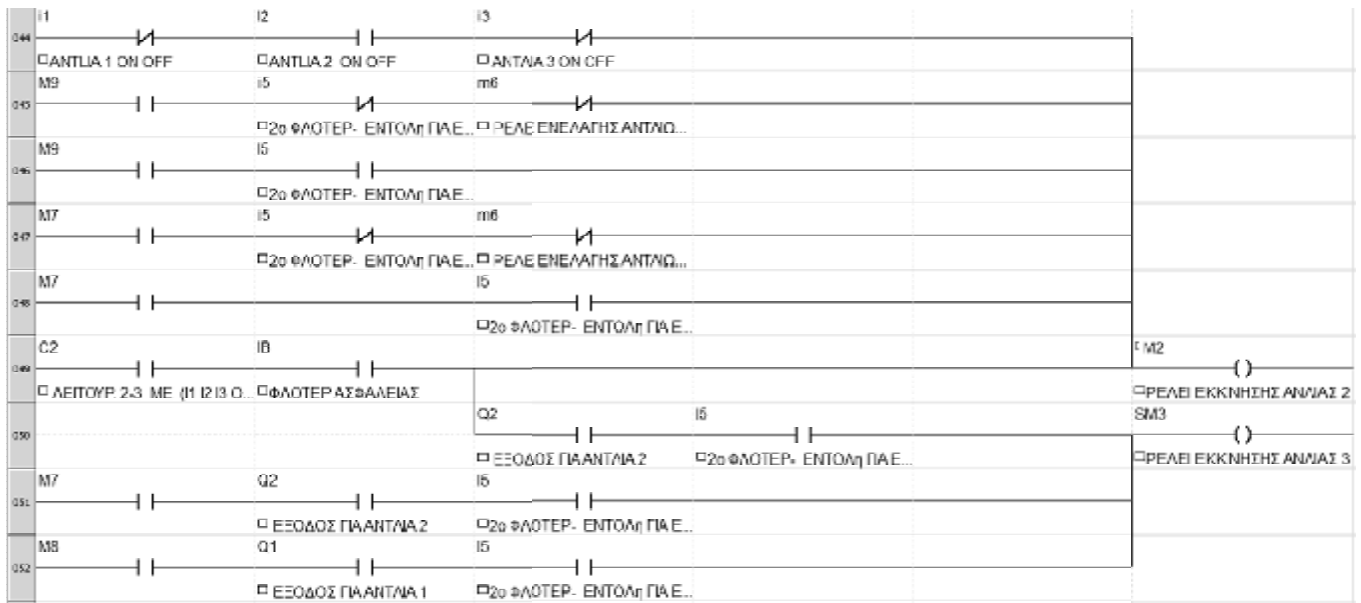 i1 I2 i3
044
ΑΝΤLIA 1 ON OFF ΑΝΤLIA 2 ON OFF ΑΝΤΛΙΑ 3 ON OFF
M9 i5 m6
045
2ο ΦΛΟΤΕΡ- ΕΝΤΟΛη ΓΙΑ Ε... ΡΕΛΕ ΕΝΕΛΑΓΗΣ ΑΝΤΛΙΩ...
M9 I5
046
2ο ΦΛΟΤΕΡ- ΕΝΤΟΛη ΓΙΑ Ε...
M7 i5 m6
047
2ο ΦΛΟΤΕΡ- ΕΝΤΟΛη ΓΙΑ Ε... ΡΕΛΕ ΕΝΕΛΑΓΗΣ ΑΝΤΛΙΩ...
M7 I5
048
2ο ΦΛΟΤΕΡ- ΕΝΤΟΛη ΓΙΑ Ε...
C2 IB [ M2
049
ΛΕΙΤΟΥΡ. 2-3 ΜΕ (I1 I2 I3 O... ΦΛΟΤΕΡ ΑΣΦΑΛΕΙΑΣ ΡΕΛΕΙ ΕΚΚΝΗΣΗΣ ΑΝΛΙΑΣ 2
Q2 I5 SM3
050
ΕΞΟΔΟΣ ΓΙΑ ΑΝΤΛΙΑ 2 2ο ΦΛΟΤΕΡ- ΕΝΤΟΛη ΓΙΑ Ε... ΡΕΛΕΙ ΕΚΚΝΗΣΗΣ ΑΝΛΙΑΣ 3
M7 Q2 I5
051
ΕΞΟΔΟΣ ΓΙΑ ΑΝΤΛΙΑ 2 2ο ΦΛΟΤΕΡ- ΕΝΤΟΛη ΓΙΑ Ε...
M8 Q1 I5
052
ΕΞΟΔΟΣ ΓΙΑ ΑΝΤΛΙΑ 1 2ο ΦΛΟΤΕΡ- ΕΝΤΟΛη ΓΙΑ Ε...